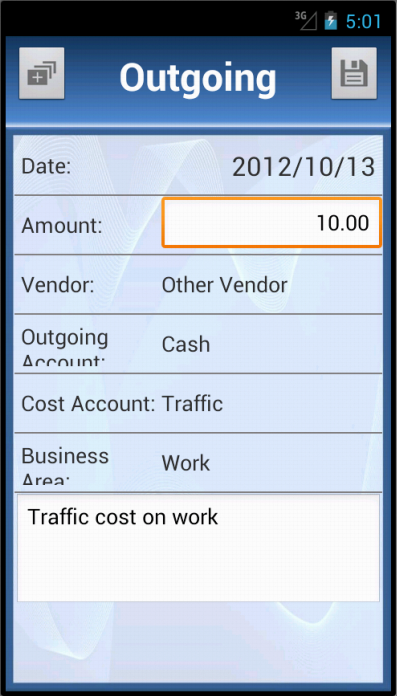 3G 5:01
Outgoing
Date: 2012/10/13
Amount: 10.00
Vendor: Other Vendor
Outgoing
Account: Cash
Cost Account: Traffic
Business
Area: Work
Traffic cost on work